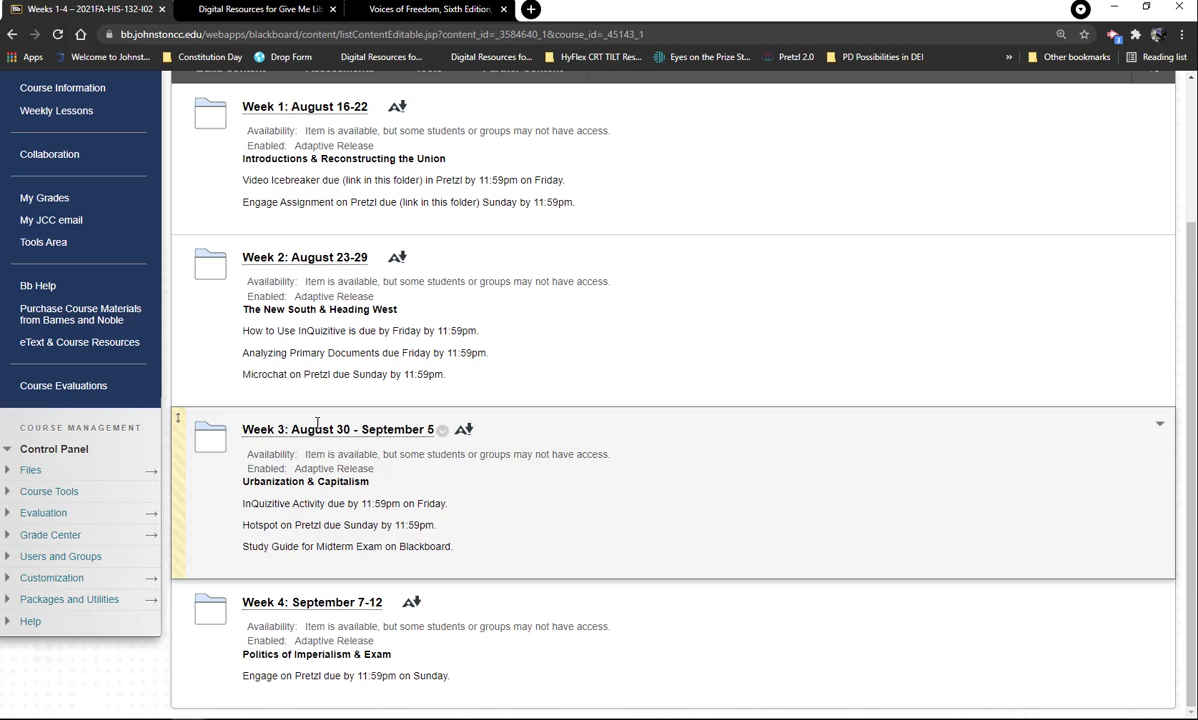 Weeks 1-4 – 2021FA-HIS-132-I02
Digital Resources for Give Me Lib
Voices of Freedom, Sixth Edition,
bb.johnstoncc.edu/webapps/blackboard/content/listContentEditable.jsp?content_id=_3584640_1&course_id=_45143_1
Apps
Welcome to Johnst...
Constitution Day
Drop Form
Digital Resources fo...
Digital Resources fo...
HyFlex CRT TILT Res...
Eyes on the Prize St...
Pretzl 2.0
PD Possibilities in DEI
»
Other bookmarks
Reading list
Course Information
Weekly Lessons
Collaboration
My Grades
My JCC email
Tools Area
Bb Help
Purchase Course Materials
from Barnes and Noble
eText & Course Resources
Course Evaluations
COURSE MANAGEMENT
Control Panel
Files
Course Tools
Evaluation
Grade Center
Users and Groups
Customization
Packages and Utilities
Help
Week 1: August 16-22
Availability: Item is available, but some students or groups may not have access.
Enabled: Adaptive Release
Introductions & Reconstructing the Union
Video Icebreaker due (link in this folder) in Pretzl by 11:59pm on Friday.
Engage Assignment on Pretzl due (link in this folder) Sunday by 11:59pm.
Week 2: August 23-29
Availability: Item is available, but some students or groups may not have access.
Enabled: Adaptive Release
The New South & Heading West
How to Use InQuizitive is due by Friday by 11:59pm.
Analyzing Primary Documents due Friday by 11:59pm.
Microchat on Pretzl due Sunday by 11:59pm.
Week 3: August 30 - September 5
Availability: Item is available, but some students or groups may not have access.
Enabled: Adaptive Release
Urbanization & Capitalism
InQuizitive Activity due by 11:59pm on Friday.
Hotspot on Pretzl due Sunday by 11:59pm.
Study Guide for Midterm Exam on Blackboard.
Week 4: September 7-12
Availability: Item is available, but some students or groups may not have access.
Enabled: Adaptive Release
Politics of Imperialism & Exam
Engage on Pretzl due by 11:59pm on Sunday.